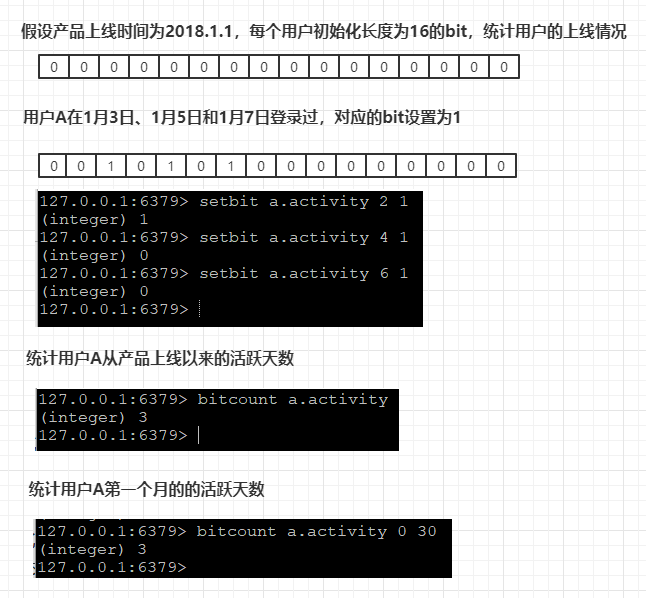 假设产品上线时间为2018.1.1，每个用户初始化长度为16的bit，统计用户的上线情况
0 0 0 0 0 0 0 0 0 0 0 0 0 0 0 0
用户A在1月3日、1月5日和1月7日登录过，对应的bit设置为1
0 0 1 0 1 0 1 0 0 0 0 0 0 0 0 0
127.0.0.1:6379> setbit a.activity 2 1
(integer) 1
127.0.0.1:6379> setbit a.activity 4 1
(integer) 0
127.0.0.1:6379> setbit a.activity 6 1
(integer) 0
127.0.0.1:6379>
统计用户A从产品上线以来的活跃天数
127.0.0.1:6379> bitcount a.activity
(integer) 3
127.0.0.1:6379>
统计用户A第一个月的的活跃天数
127.0.0.1:6379> bitcount a.activity 0 30
(integer) 3
127.0.0.1:6379>